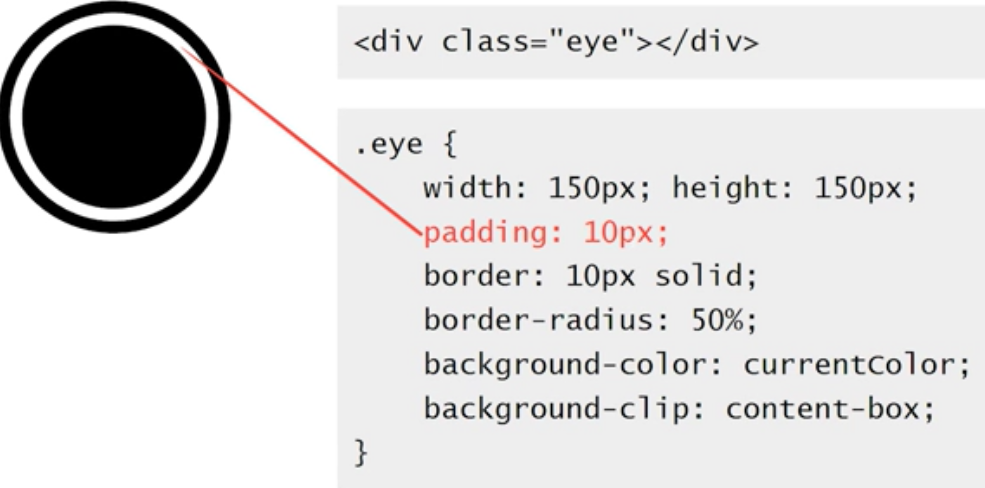 <div class="eye"></div>
.eye {
    width: 150px; height: 150px;
    padding: 10px;
    border: 10px solid;
    border-radius: 50%;
    background-color: currentColor;
    background-clip: content-box;
}